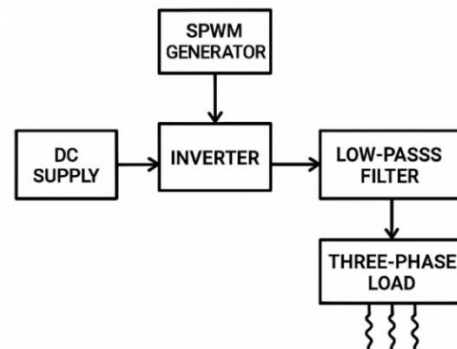 SPWM
GENERATOR
DC
SUPPLY
INVERTER
LOW-PASSS
FILTER
THREE-PHASE
LOAD